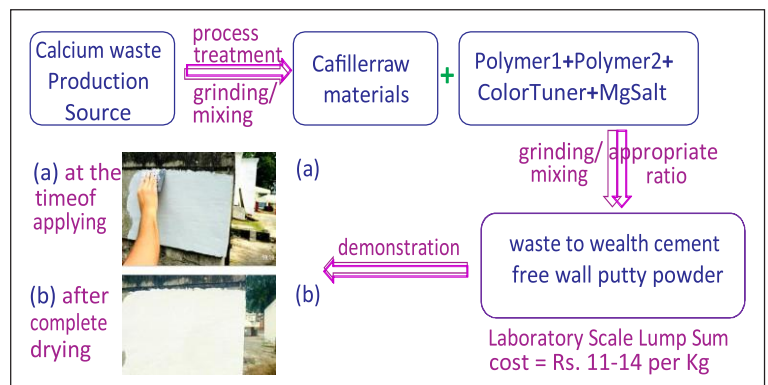 Calcium waste
Production
Source
process
treatment
grinding/
mixing
Cafillerraw
materials
+
Polymer1+Polymer2+
ColorTuner+MgSalt
grinding/ appropriate
mixing ratio
(a) at the
timeof
applying
(a)
waste to wealth cement
free wall putty powder
demonstration
(b) after
complete
drying
(b)
Laboratory Scale Lump Sum
cost = Rs. 11-14 per Kg